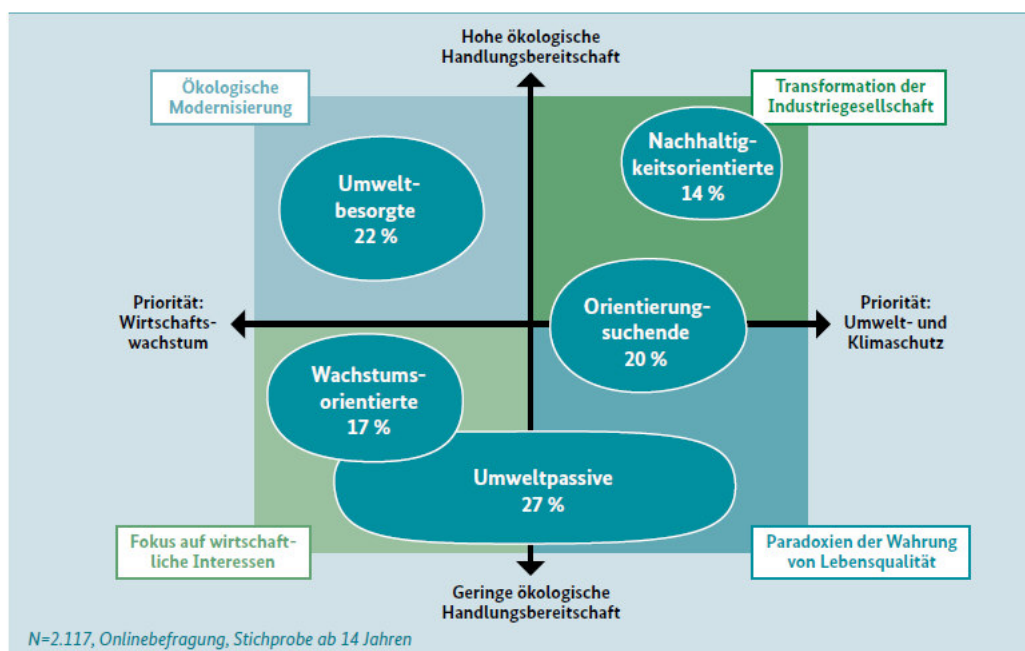 Hohe ökologische
Handlungsbereitschaft
Ökologische
Modernisierung
Transformation der
Industriegesellschaft
Nachhaltig-
keitsorientierte
14 %
Umwelt-
besorgte
22 %
Priorität:
Wirtschafts-
wachstum
Orientierung-
suchende
20 %
Priorität:
Umwelt- und
Klimaschutz
Wachstums-
orientierte
17 %
Umweltpassive
27 %
Fokus auf wirtschaft-
liche Interessen
Paradoxien der Wahrung
von Lebensqualität
Geringe ökologische
Handlungsbereitschaft
N=2.117, Onlinebefragung, Stichprobe ab 14 Jahren